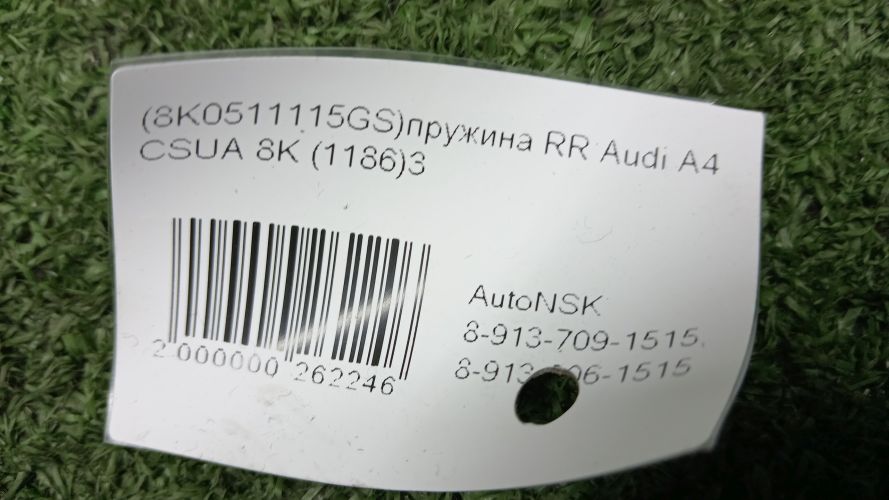 (8K0511115GS)пружина RR Audi A4
CSUA 8K (1186)3
2 000000 262246
AutoNSK
8-913-709-1515,